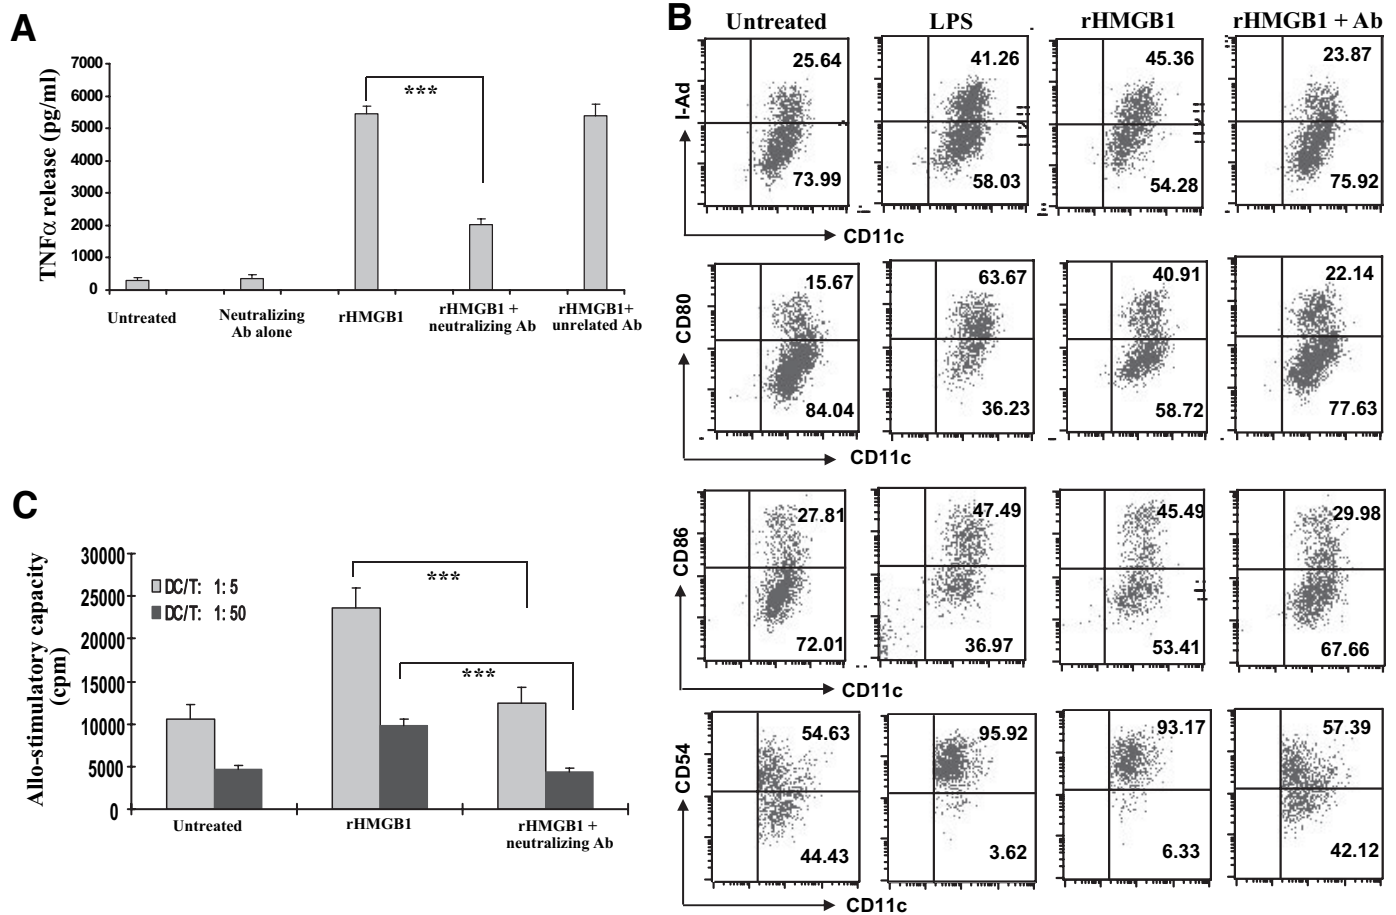 A
TNFα release (pg/ml)
7000
6000
5000
4000
3000
2000
1000
0
***
Untreated
Neutralizing
Ab alone
rHMGB1
rHMGB1 +
neutralizing Ab
rHMGB1+
unrelated Ab
B
Untreated
LPS
rHMGB1
rHMGB1 + Ab
I-Ad
25.64
41.26
45.36
23.87
73.99
58.03
54.28
75.92
CD11c
CD80
15.67
63.67
40.91
22.14
84.04
36.23
58.72
77.63
CD11c
CD86
27.81
47.49
45.49
29.98
72.01
36.97
53.41
67.66
CD11c
CD54
54.63
95.92
93.17
57.39
44.43
3.62
6.33
42.12
CD11c
C
Allo-stimulatory capacity
(cpm)
30000
25000
20000
15000
10000
5000
0
DC/T: 1: 5
DC/T: 1: 50
***
***
Untreated
rHMGB1
rHMGB1 +
neutralizing Ab